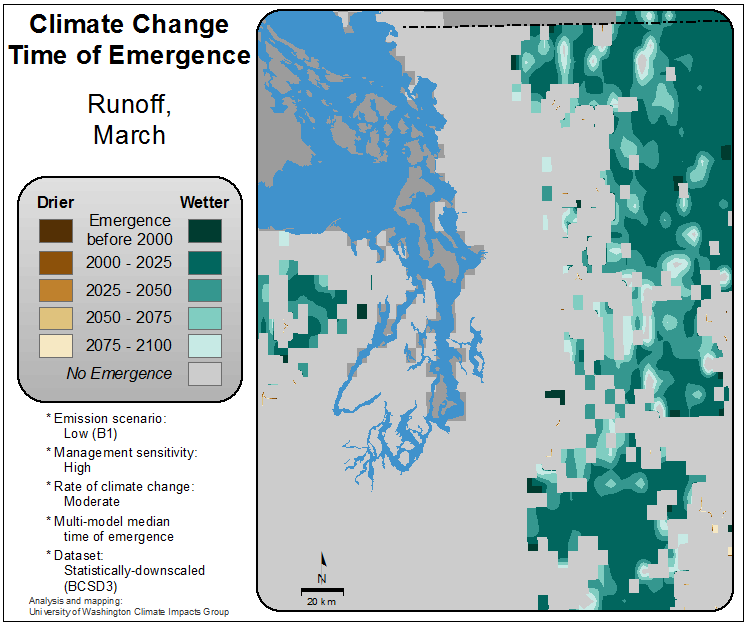 Climate Change
Time of Emergence
Runoff,
March
Drier Wetter
Emergence
before 2000
2000 - 2025
2025 - 2050
2050 - 2075
2075 - 2100
No Emergence
* Emission scenario:
Low (B1)
* Management sensitivity:
High
* Rate of climate change:
Moderate
* Multi-model median
time of emergence
* Dataset:
Statistically-downscaled
(BCSD3)
Analysis and mapping:
University of Washington Climate Impacts Group
N
20 km